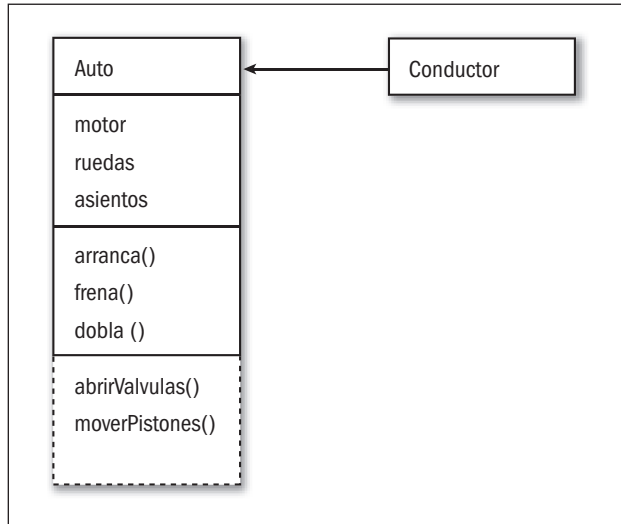 Auto
Conductor
motor
ruedas
asientos
arranca()
frena()
dobla ()
abrirValvulas()
moverPistones()